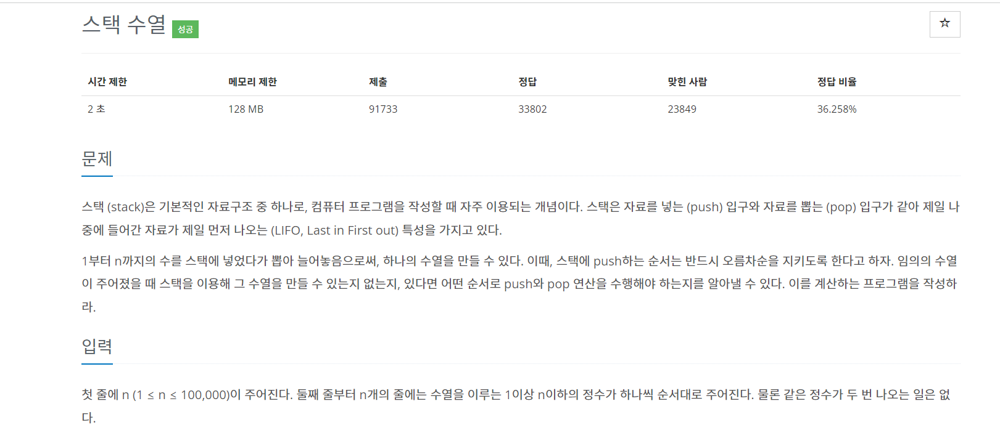 스택 수열 성공
시간 제한 메모리 제한 제출 정답 맞힌 사람 정답 비율
2 초 128 MB 91733 33802 23849 36.258%
문제
스택 (stack)은 기본적인 자료구조 중 하나로, 컴퓨터 프로그램을 작성할 때 자주 이용되는 개념이다. 스택은 자료를 넣는 (push) 입구와 자료를 뽑는 (pop) 입구가 같아 제일 나
중에 들어간 자료가 제일 먼저 나오는 (LIFO, Last in First out) 특성을 가지고 있다.
1부터 n까지의 수를 스택에 넣었다가 뽑아 늘어놓음으로써, 하나의 수열을 만들 수 있다. 이때, 스택에 push하는 순서는 반드시 오름차순을 지키도록 한다고 하자. 임의의 수열
이 주어졌을 때 스택을 이용해 그 수열을 만들 수 있는지 없는지, 있다면 어떤 순서로 push와 pop 연산을 수행해야 하는지를 알아낼 수 있다. 이를 계산하는 프로그램을 작성하
라.
입력
첫 줄에 n (1 ≤ n ≤ 100,000)이 주어진다. 둘째 줄부터 n개의 줄에는 수열을 이루는 1이상 n이하의 정수가 하나씩 순서대로 주어진다. 물론 같은 정수가 두 번 나오는 일은 없
다.